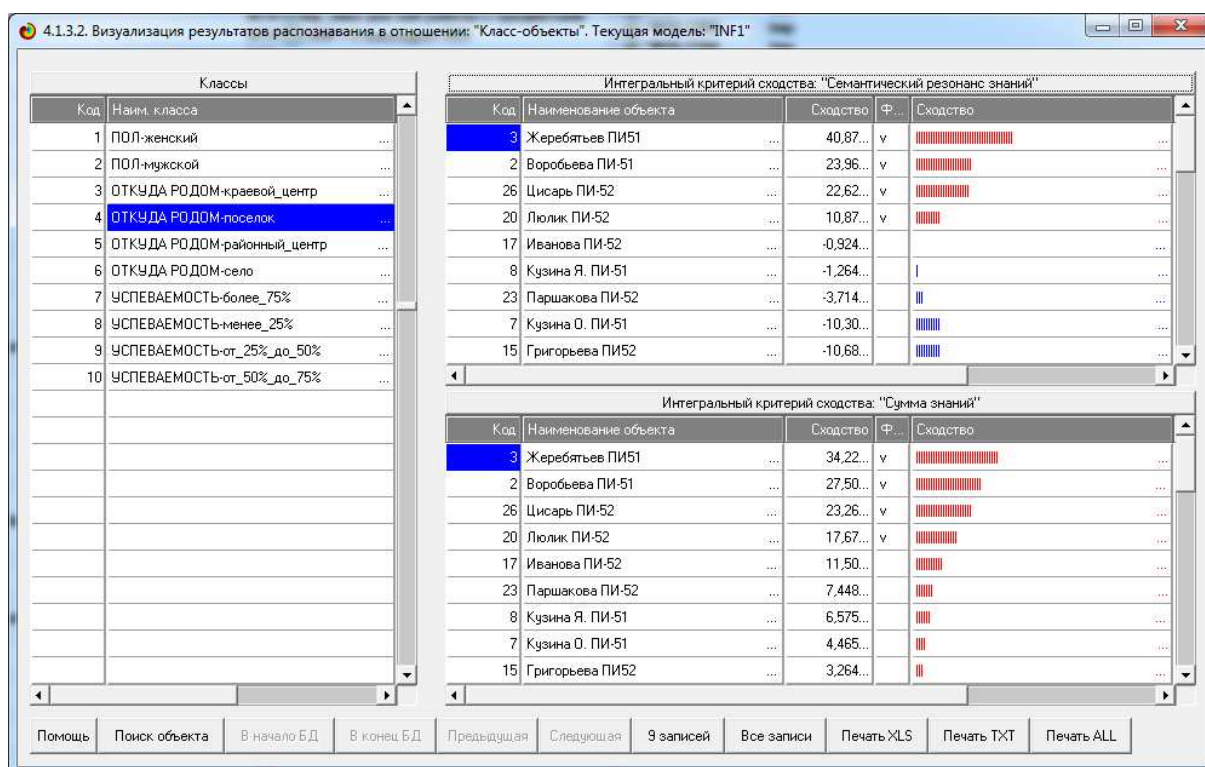 4.1.3.2. Визуализация результатов распознавания в отношении: "Класс-объекты". Текущая модель: "INF1"
Классы
Код Наим. класса
1 ПОЛ-женский ...
2 ПОЛ-мужской ...
3 ОТКУДА РОДОМ-краевой_центр ...
4 ОТКУДА РОДОМ-поселок ...
5 ОТКУДА РОДОМ-районный_центр ...
6 ОТКУДА РОДОМ-село ...
7 УСПЕВАЕМОСТЬ-более_75% ...
8 УСПЕВАЕМОСТЬ-менее_25% ...
9 УСПЕВАЕМОСТЬ-от_25%_до_50% ...
10 УСПЕВАЕМОСТЬ-от_50%_до_75% ...
Интегральный критерий сходства: "Семантический резонанс знаний"
Код Наименование объекта Сходство Ф... Сходство
3 Жеребятьев ПИ51 ... 40,87... v ...
2 Воробьева ПИ-51 ... 23,96... v ...
26 Цисарь ПИ-52 ... 22,62... v ...
20 Люлик ПИ-52 ... 10,87... v ...
17 Иванова ПИ-52 ... -0,924... ...
8 Кузина Я. ПИ-51 ... -1,264... ...
23 Паршакова ПИ-52 ... -3,714... ...
7 Кузина О. ПИ-51 ... -10,30... ...
15 Григорьева ПИ52 ... -10,68... ...
Интегральный критерий сходства: "Сумма знаний"
Код Наименование объекта Сходство Ф... Сходство
3 Жеребятьев ПИ51 ... 34,22... v ...
2 Воробьева ПИ-51 ... 27,50... v ...
26 Цисарь ПИ-52 ... 23,26... v ...
20 Люлик ПИ-52 ... 17,67... v ...
17 Иванова ПИ-52 ... 11,50... ...
23 Паршакова ПИ-52 ... 7,448... ...
8 Кузина Я. ПИ-51 ... 6,575... ...
7 Кузина О. ПИ-51 ... 4,465... ...
15 Григорьева ПИ52 ... 3,264... ...
Помощь Поиск объекта В начало БД В конец БД Предыдущая Следующая 9 записей Все записи Печать XLS Печать TXT Печать ALL